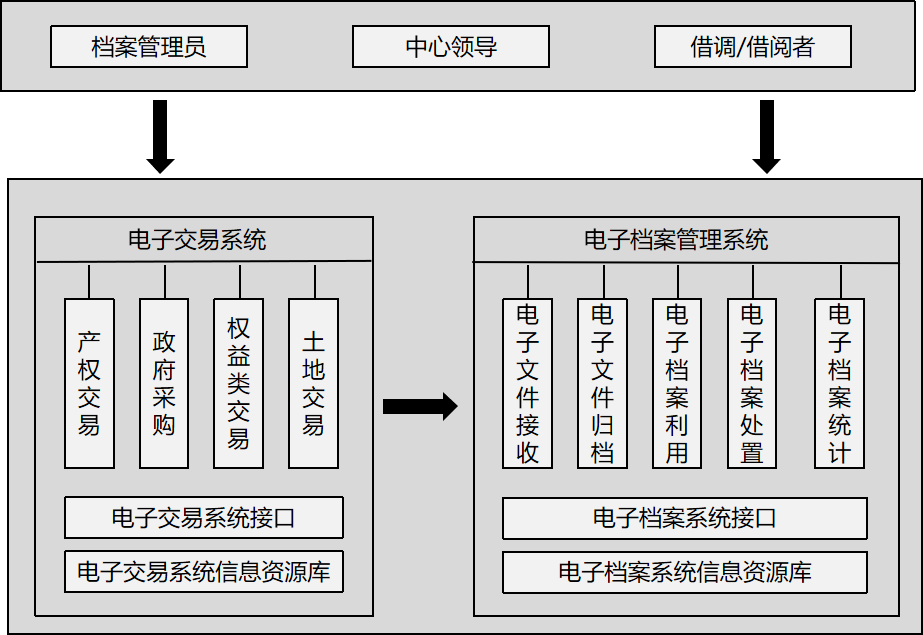 档案管理员
中心领导
借调/借阅者
电子交易系统
产权交易
政府采购
权益类交易
土地交易
电子交易系统接口
电子交易系统信息资源库
电子档案管理系统
电子文件接收
电子文件归档
电子档案利用
电子档案处置
电子档案统计
电子档案系统接口
电子档案系统信息资源库